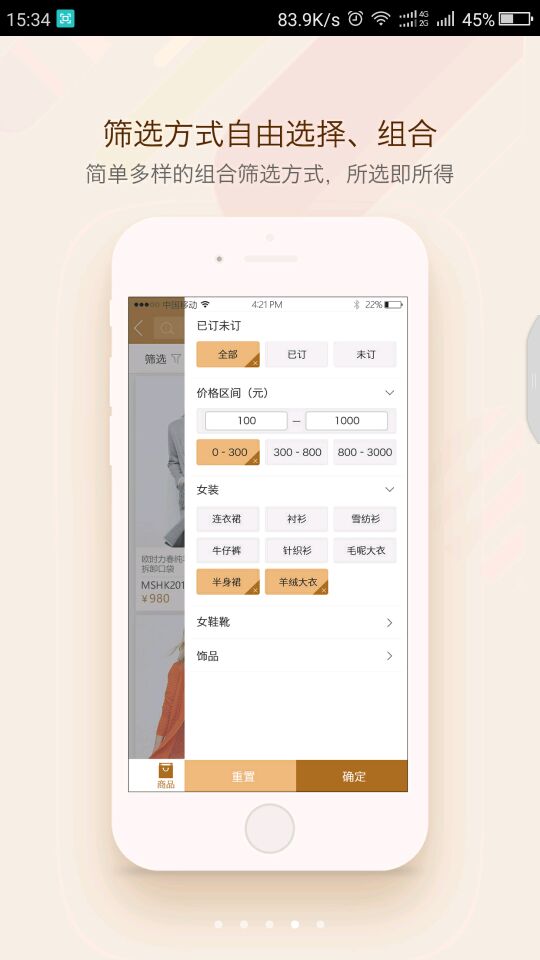 15:34 83.9K/s 4G 2G 45%
筛选方式自由选择、组合
简单多样的组合筛选方式，所选即所得
中国移动 4:21 PM 22%
已订未订
筛选
全部 已订 未订
价格区间（元）
100 — 1000
0 - 300 300 - 800 800 - 3000
女装
连衣裙 衬衫 雪纺衫
牛仔裤 针织衫 毛呢大衣
欧时力春纯
拆卸口袋
半身裙 羊绒大衣
MSHK201
¥980
女鞋靴
饰品
商品
重置 确定